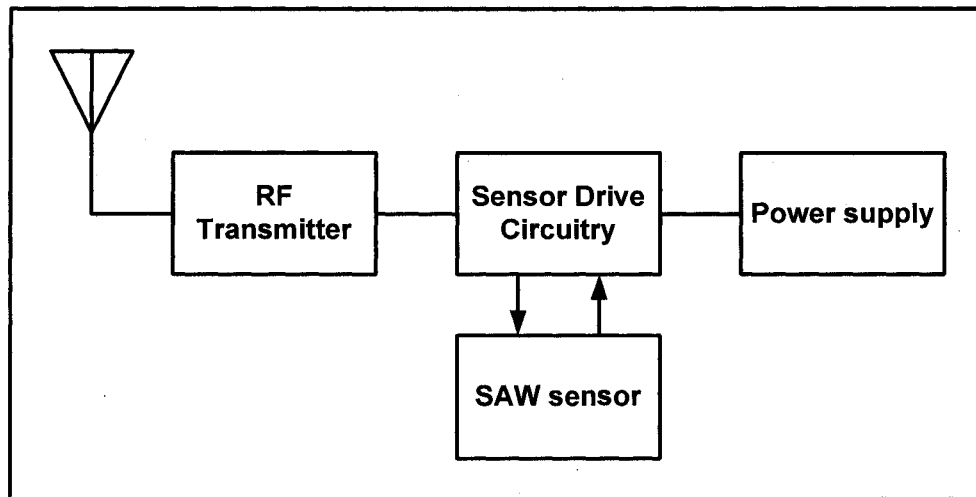 RF
Transmitter
Sensor Drive
Circuitry
Power supply
SAW sensor